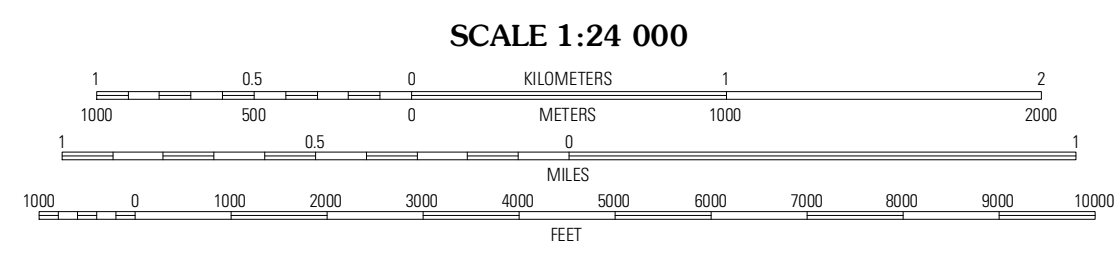 SCALE 1:24 000
1 0.5 0 KILOMETERS 1 2
1000 500 0 METERS 1000 2000
1 0.5 0 1
MILES
1000 0 1000 2000 3000 4000 5000 6000 7000 8000 9000 10000
FEET